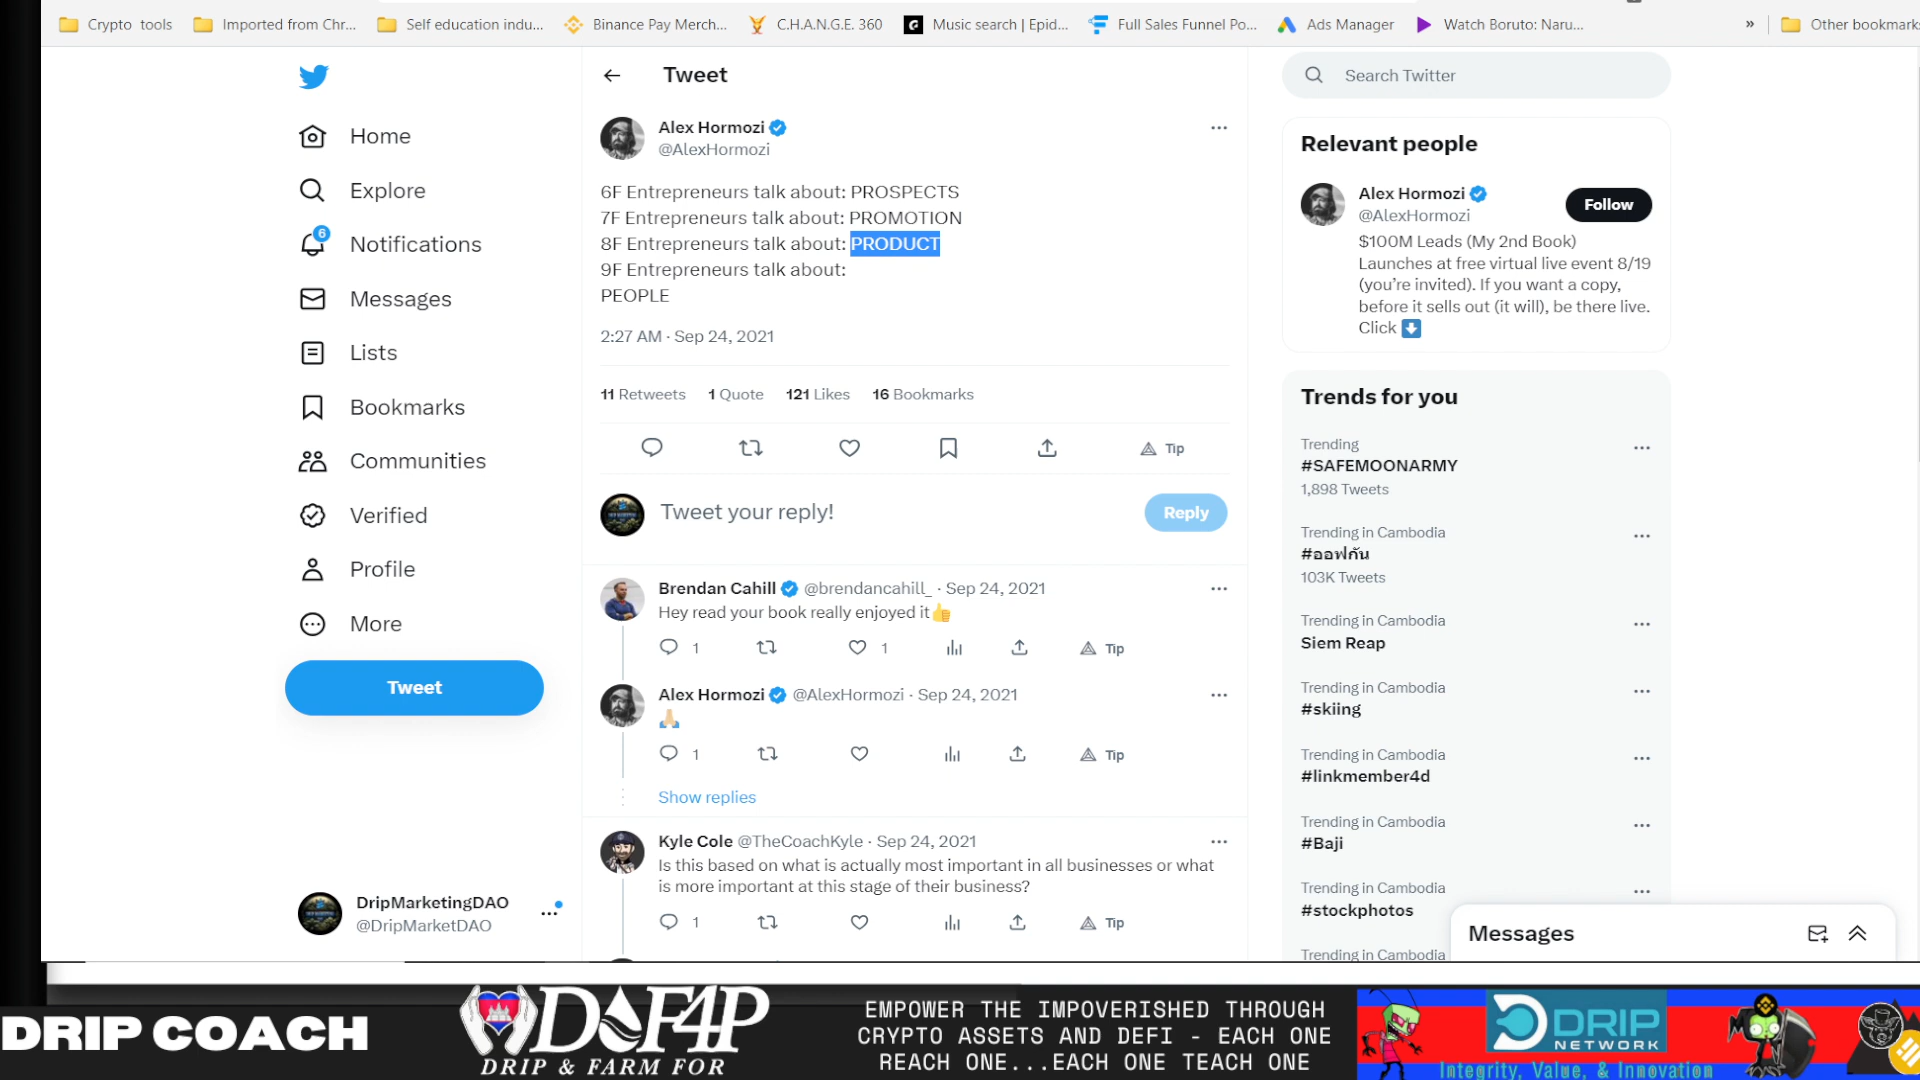 Crypto tools
Imported from Chr...
Self education indu...
Binance Pay Merch...
C.H.A.N.G.E. 360
Music search | Epid...
Full Sales Funnel Po...
Ads Manager
Watch Boruto: Naru...
»
Other bookmarks
Home
Explore
6
Notifications
Messages
Lists
Bookmarks
Communities
Verified
Profile
More
Tweet
DripMarketingDAO
@DripMarketDAO
Tweet
Alex Hormozi
@AlexHormozi
6F Entrepreneurs talk about: PROSPECTS
7F Entrepreneurs talk about: PROMOTION
8F Entrepreneurs talk about: PRODUCT
9F Entrepreneurs talk about:
PEOPLE
2:27 AM · Sep 24, 2021
11 Retweets 1 Quote 121 Likes 16 Bookmarks
Tip
Tweet your reply!
Reply
Brendan Cahill @brendancahill_ · Sep 24, 2021
Hey read your book really enjoyed it👍
1 1 Tip
Alex Hormozi @AlexHormozi · Sep 24, 2021
🙏🏼
1 Tip
Show replies
Kyle Cole @TheCoachKyle · Sep 24, 2021
Is this based on what is actually most important in all businesses or what
is more important at this stage of their business?
1 Tip
Search Twitter
Relevant people
Alex Hormozi
@AlexHormozi
Follow
$100M Leads (My 2nd Book)
Launches at free virtual live event 8/19
(you're invited). If you want a copy,
before it sells out (it will), be there live.
Click ⬇️
Trends for you
Trending
#SAFEMOONARMY
1,898 Tweets
Trending in Cambodia
#ออฟกัน
103K Tweets
Trending in Cambodia
Siem Reap
Trending in Cambodia
#skiing
Trending in Cambodia
#linkmember4d
Trending in Cambodia
#Baji
Trending in Cambodia
#stockphotos
Trending in Cambodia
Messages
DRIP COACH
DAF4P
DRIP & FARM FOR
EMPOWER THE IMPOVERISHED THROUGH
CRYPTO ASSETS AND DEFI - EACH ONE
REACH ONE...EACH ONE TEACH ONE
DRIP
NETWORK
Integrity, Value, & Innovation